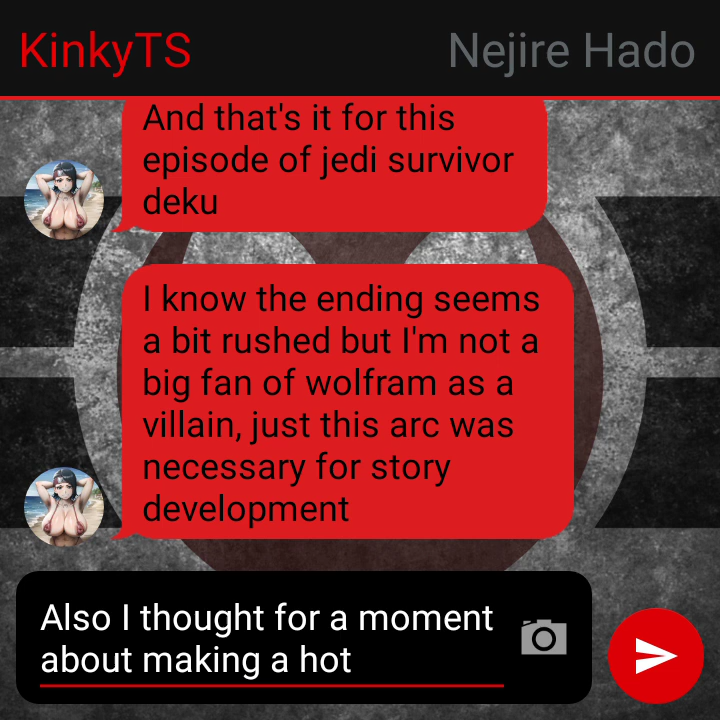 KinkyTS
Nejire Hado
And that's it for this
episode of jedi survivor
deku
I know the ending seems
a bit rushed but I'm not a
big fan of wolfram as a
villain, just this arc was
necessary for story
development
Also I thought for a moment
about making a hot